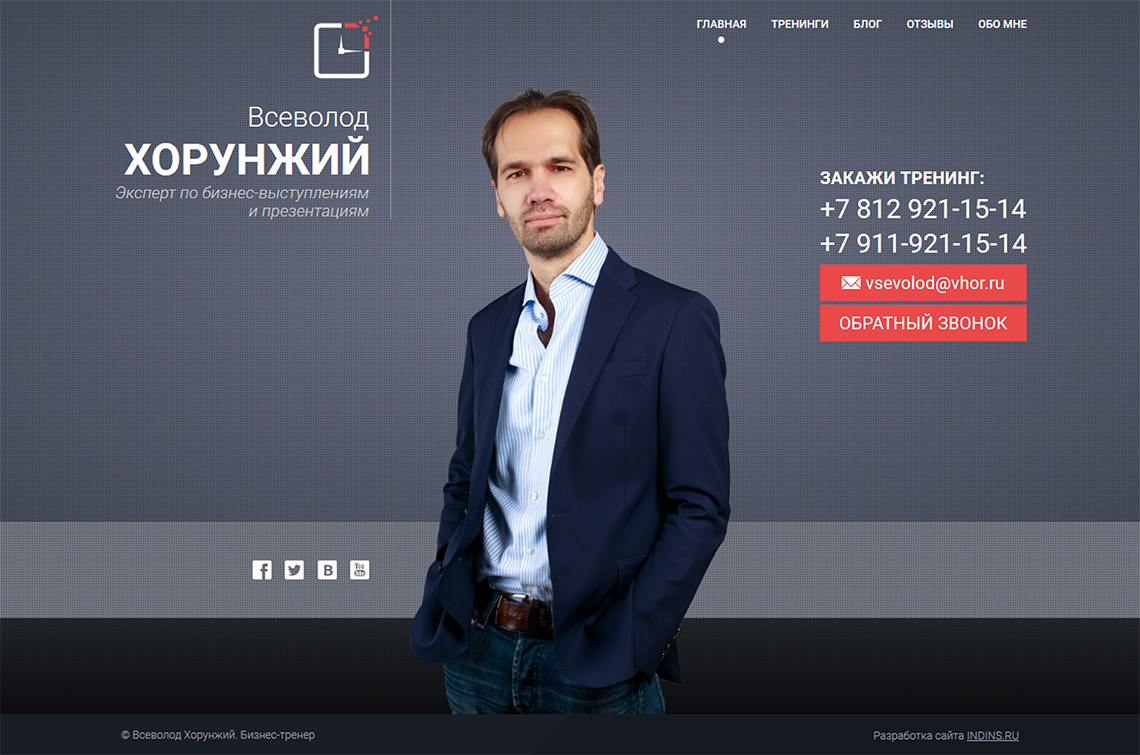 ГЛАВНАЯ ТРЕНИНГИ БЛОГ ОТЗЫВЫ ОБО МНЕ
Всеволод
ХОРУНЖИЙ
Эксперт по бизнес-выступлениям
и презентациям
ЗАКАЖИ ТРЕНИНГ:
+7 812 921-15-14
+7 911-921-15-14
vsevolod@vhor.ru
ОБРАТНЫЙ ЗВОНОК
f B You Tube
© Всеволод Хорунжий. Бизнес-тренер
Разработка сайта INDINS.RU